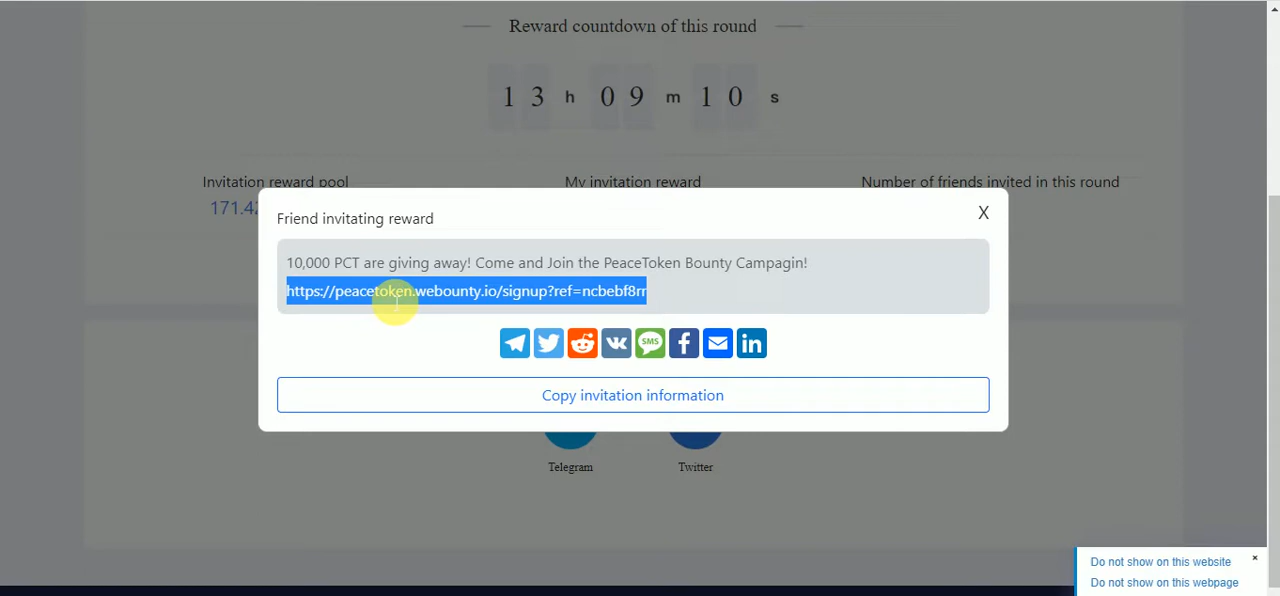 Reward countdown of this round
13 h 09 m 10 s
Invitation reward pool My invitation reward Number of friends invited in this round
171.42
Friend invitating reward X
10,000 PCT are giving away! Come and Join the PeaceToken Bounty Campagin!
https://peacetoken.webounty.io/signup?ref=ncbebf8rr
SMS
Copy invitation information
Telegram Twitter
Do not show on this website ×
Do not show on this webpage